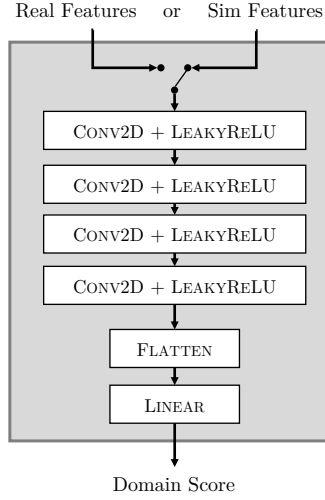 Real Features or Sim Features
CONV2D + LEAKYRELU
CONV2D + LEAKYRELU
CONV2D + LEAKYRELU
CONV2D + LEAKYRELU
FLATTEN
LINEAR
Domain Score